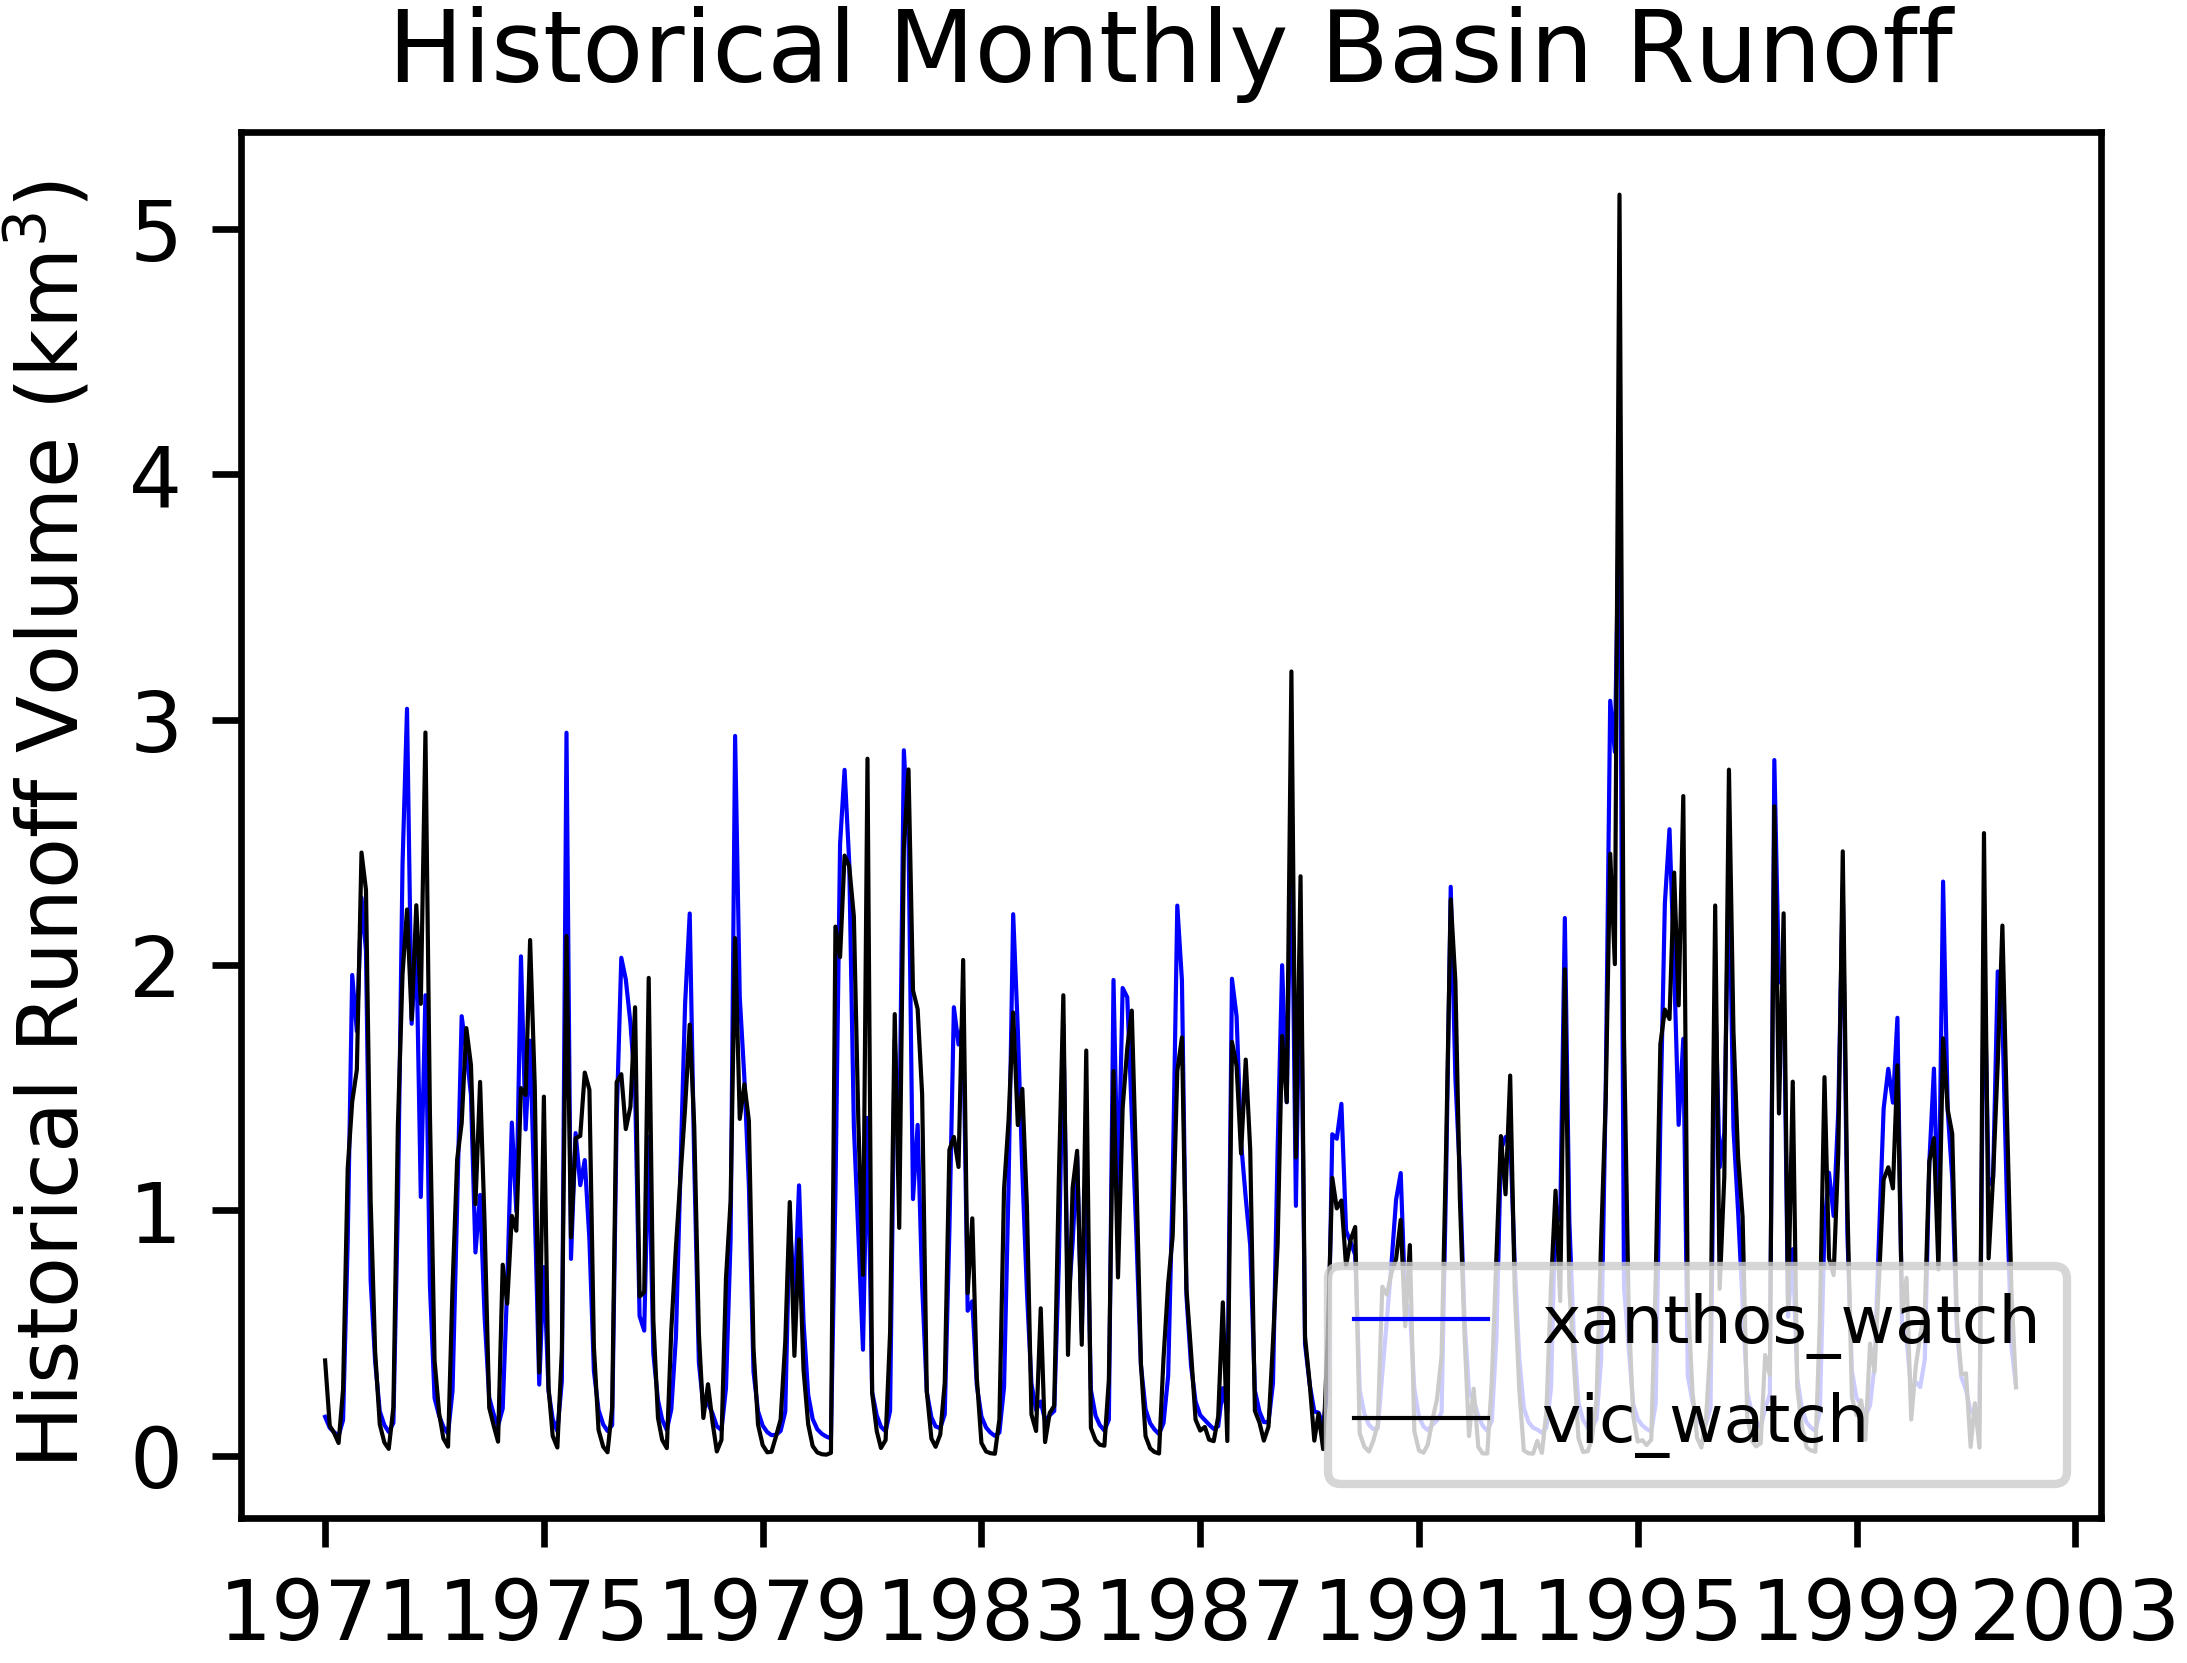 Historical Monthly Basin Runoff
Historical Runoff Volume (km³)
5
4
3
2
1
0
xanthos_watch
vic_watch
1971 1975 1979 1983 1987 1991 1995 1999 2003